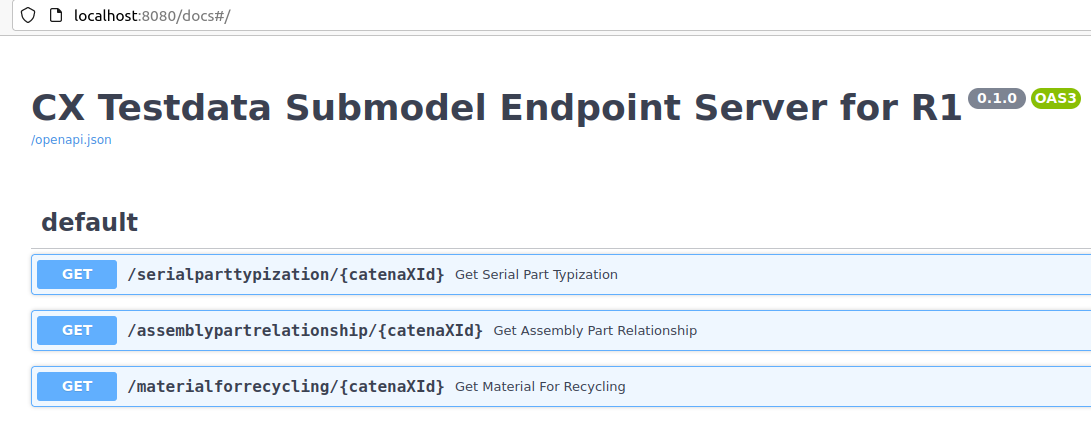 localhost:8080/docs#/
CX Testdata Submodel Endpoint Server for R1 0.1.0 OAS3
/openapi.json
default
GET /serialparttypization/{catenaXId} Get Serial Part Typization
GET /assemblypartrelationship/{catenaXId} Get Assembly Part Relationship
GET /materialforrecycling/{catenaXId} Get Material For Recycling